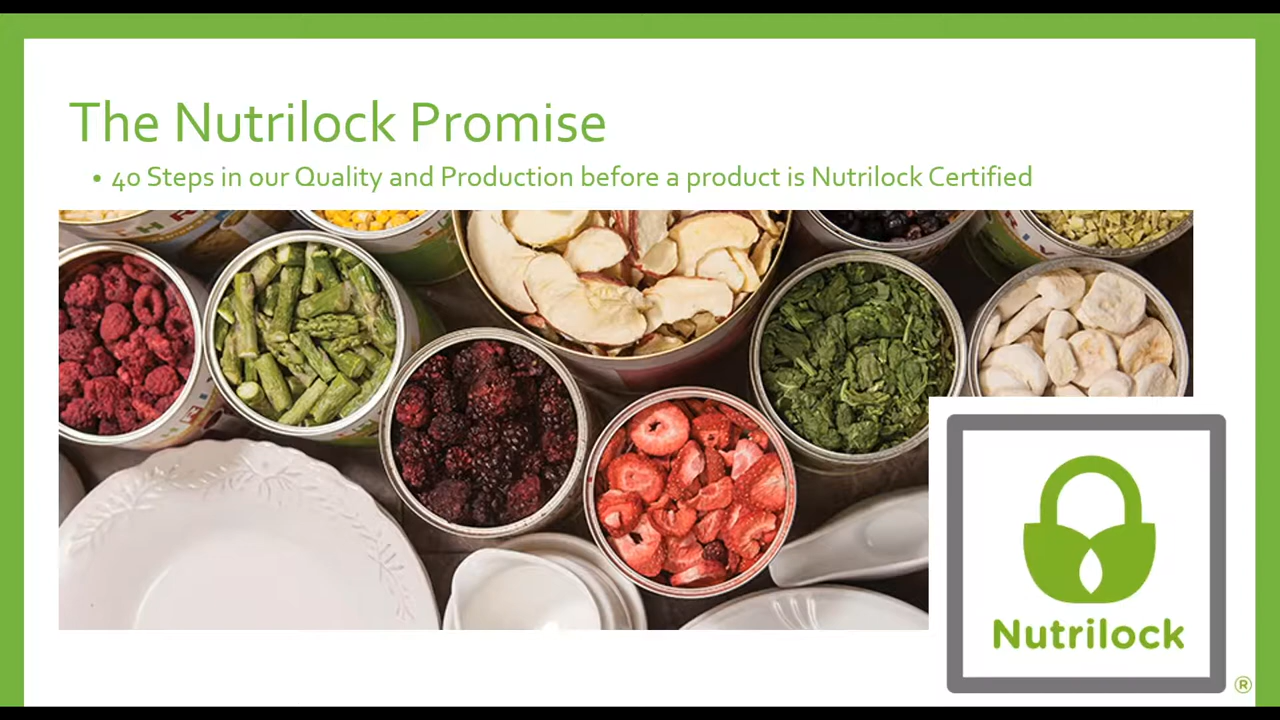 The Nutrilock Promise
• 40 Steps in our Quality and Production before a product is Nutrilock Certified
Nutrilock
®